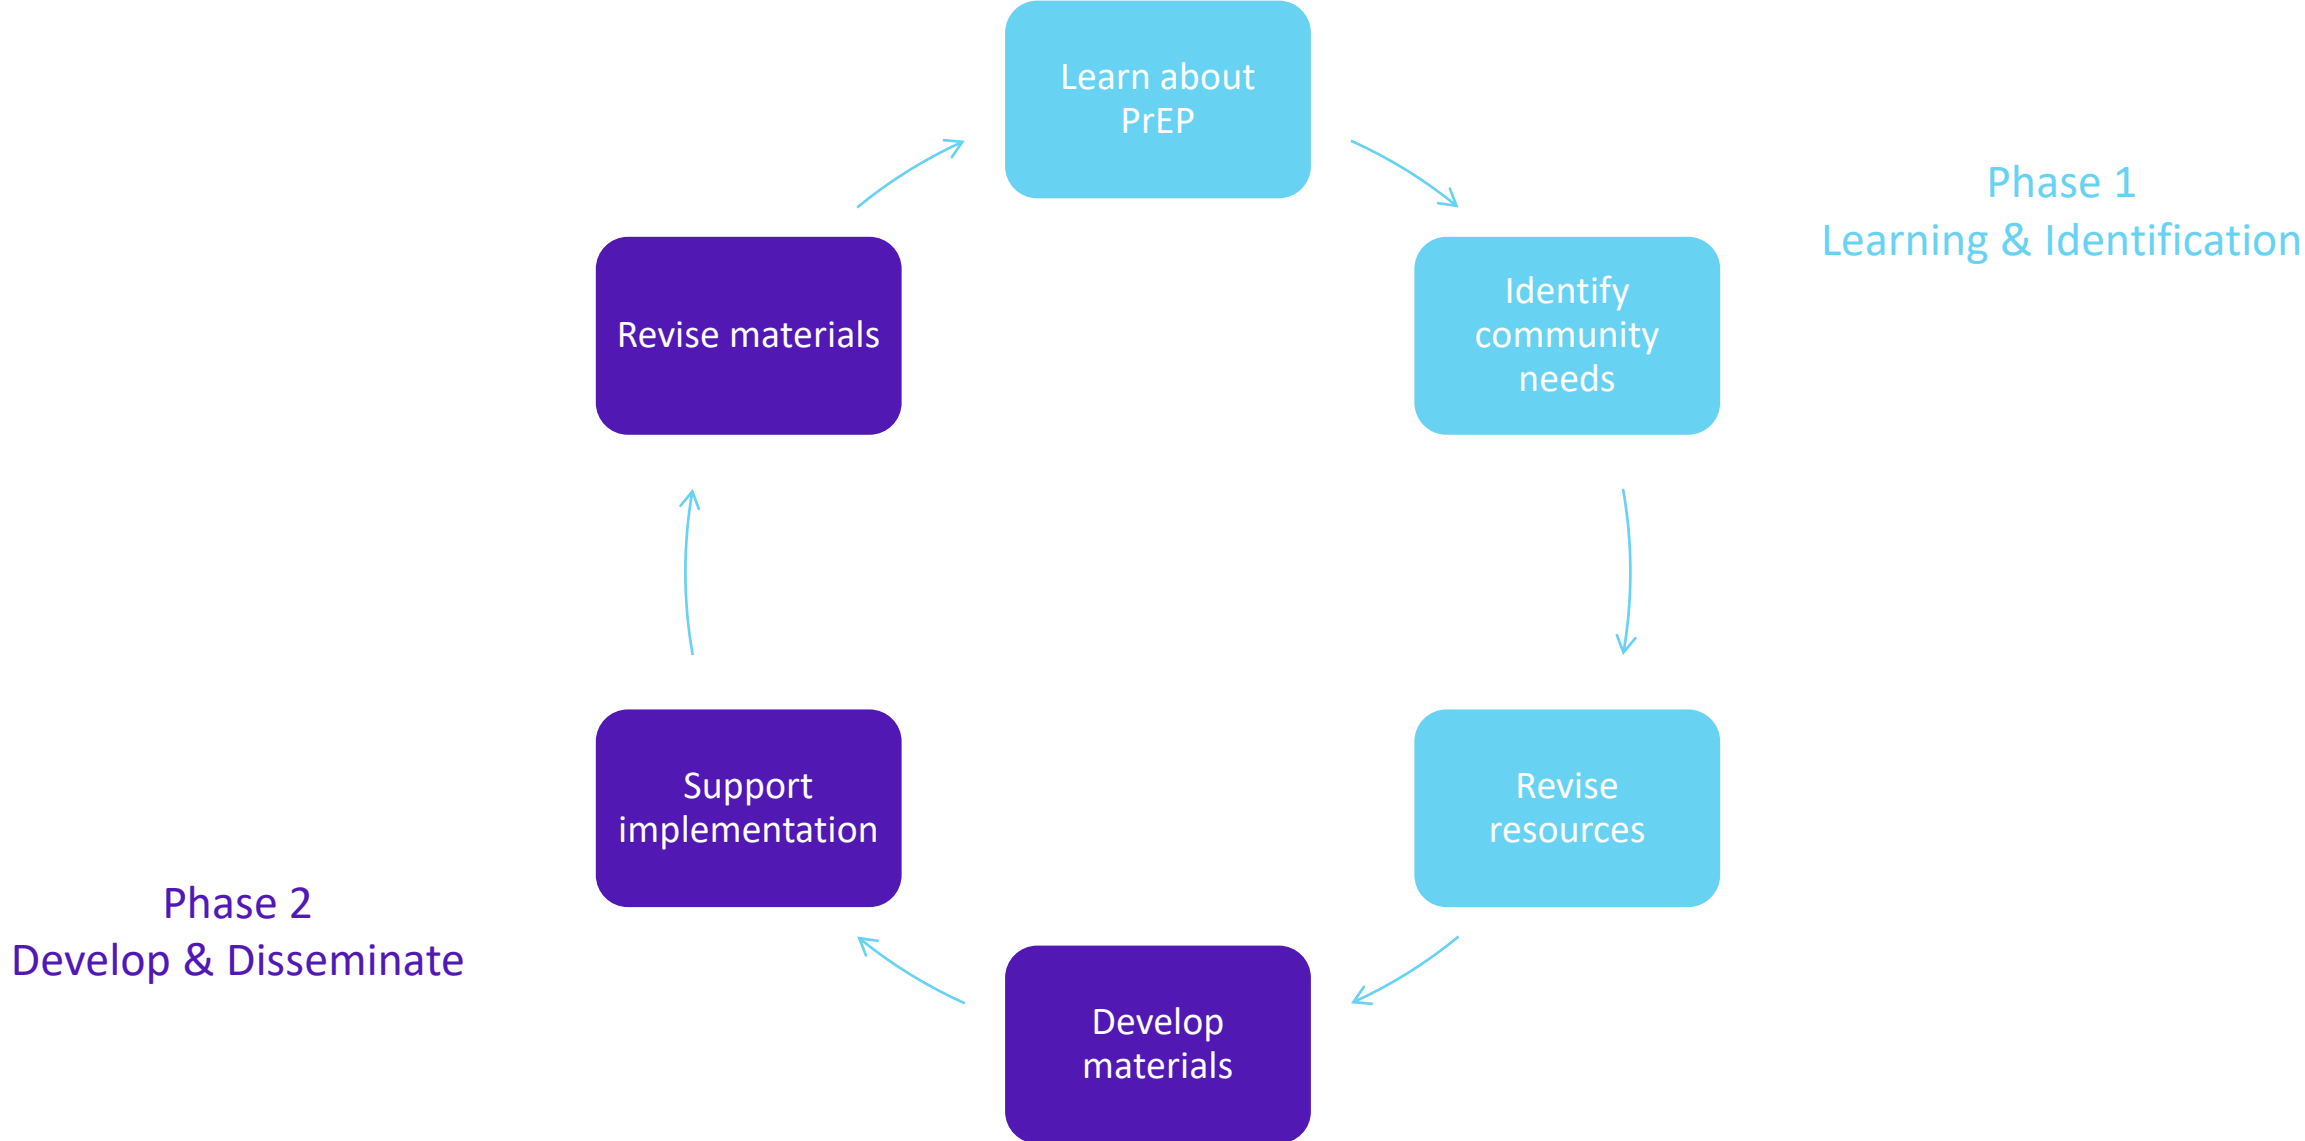 Learn about
PrEP
Phase 1
Learning & Identification
Identify
community
needs
Revise
resources
Develop
materials
Support
implementation
Revise materials
Phase 2
Develop & Disseminate